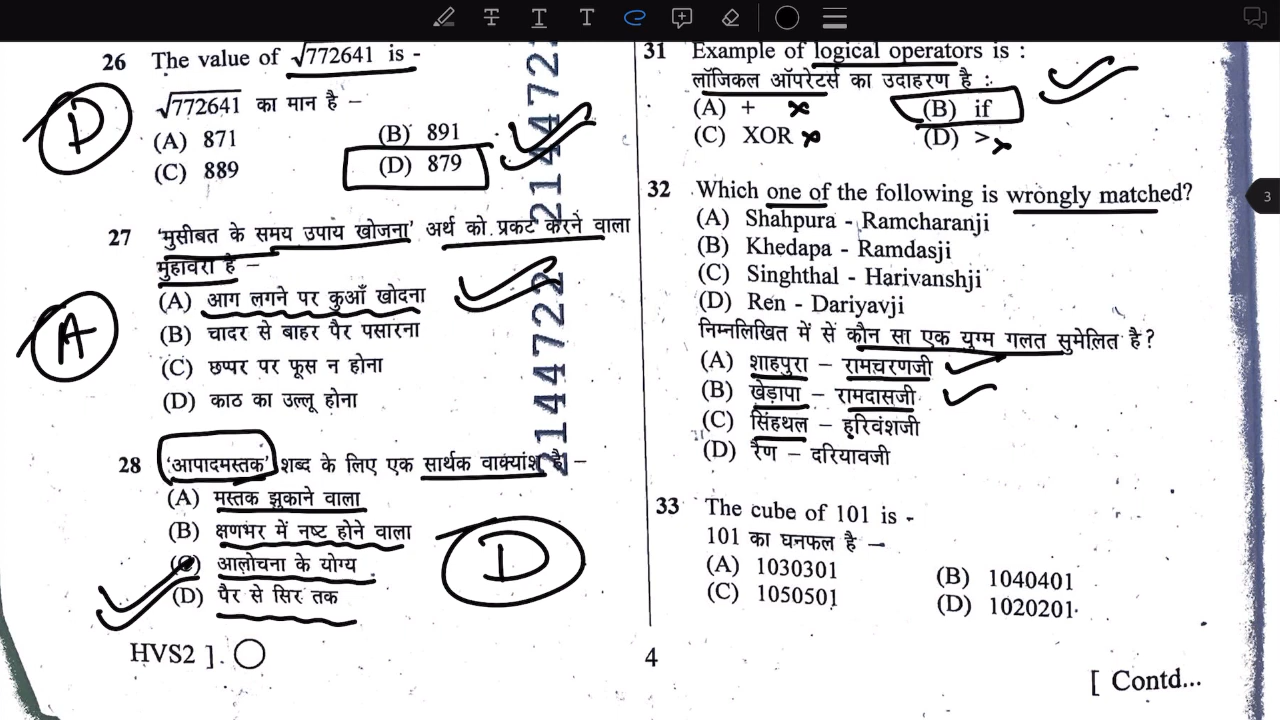 26 The value of √772641 is -
√772641 का मान है –
(A) 871
(B) 891
(C) 889
(D) 879
D
27 'मुसीबत के समय उपाय खोजना' अर्थ को प्रकट करने वाला
मुहावरा है –
(A) आग लगने पर कुआँ खोदना
(B) चादर से बाहर पैर पसारना
(C) छप्पर पर फूस न होना
(D) काठ का उल्लू होना
A
28 'आपादमस्तक' शब्द के लिए एक सार्थक वाक्यांश है –
(A) मस्तक झुकाने वाला
(B) क्षणभर में नष्ट होने वाला
(C) आलोचना के योग्य
(D) पैर से सिर तक
D
HVS2 ].
2144722 2144722
31 Example of logical operators is :
लॉजिकल ऑपरेटर्स का उदाहरण है :
(A) +
(B) if
(C) XOR
(D) >
32 Which one of the following is wrongly matched?
(A) Shahpura - Ramcharanji
(B) Khedapa - Ramdasji
(C) Singhthal - Harivanshji
(D) Ren - Dariyavji
निम्नलिखित में सें कौन सा एक युग्म गलत सुमेलित है?
(A) शाहपुरा – रामचरणजी
(B) खेड़ापा – रामदासजी
(C) सिंहथल – हरिवंशजी
(D) रैण – दरियावजी
33 The cube of 101 is -
101 का घनफल है –
(A) 1030301
(B) 1040401
(C) 1050501
(D) 1020201
4
[ Contd...
3